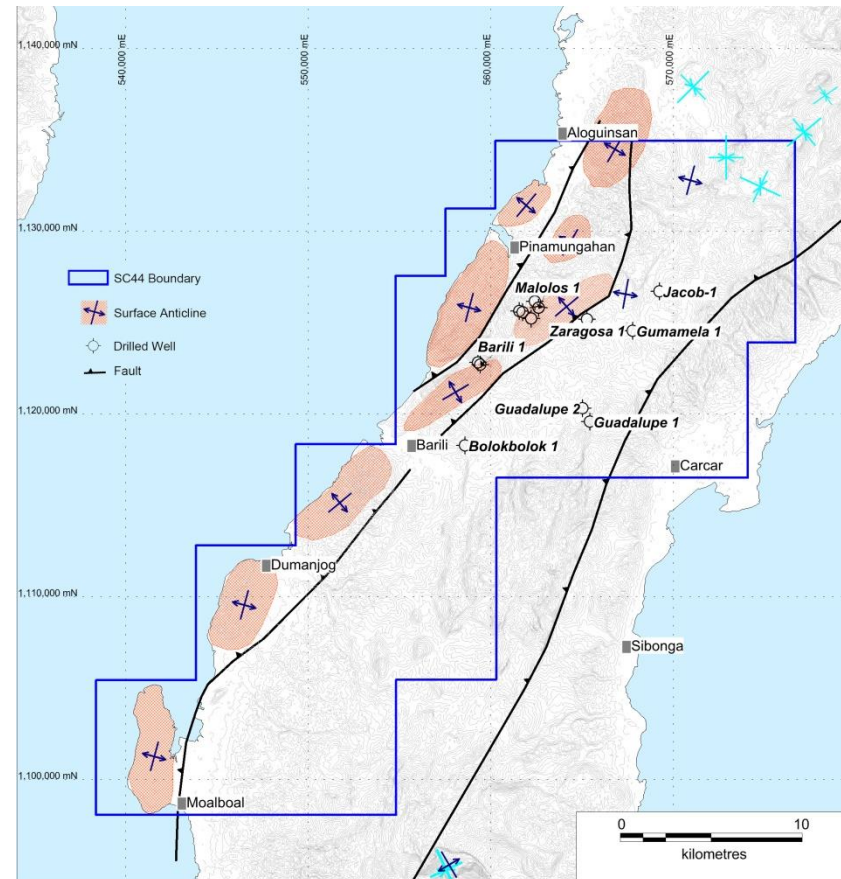 540,000 mE
550,000 mE
560,000 mE
570,000 mE
1,140,000 mN
Aloguinsan
1,130,000 mN
Pinamungahan
SC44 Boundary
Surface Anticline
Drilled Well
Fault
Malolos 1
Jacob-1
Zaragosa 1
Gumamela 1
Barili 1
1,120,000 mN
Guadalupe 2
Guadalupe 1
Barili
Bolokbolok 1
Carcar
Dumanjog
1,110,000 mN
Sibonga
1,100,000 mN
Moalboal
0 10
kilometres